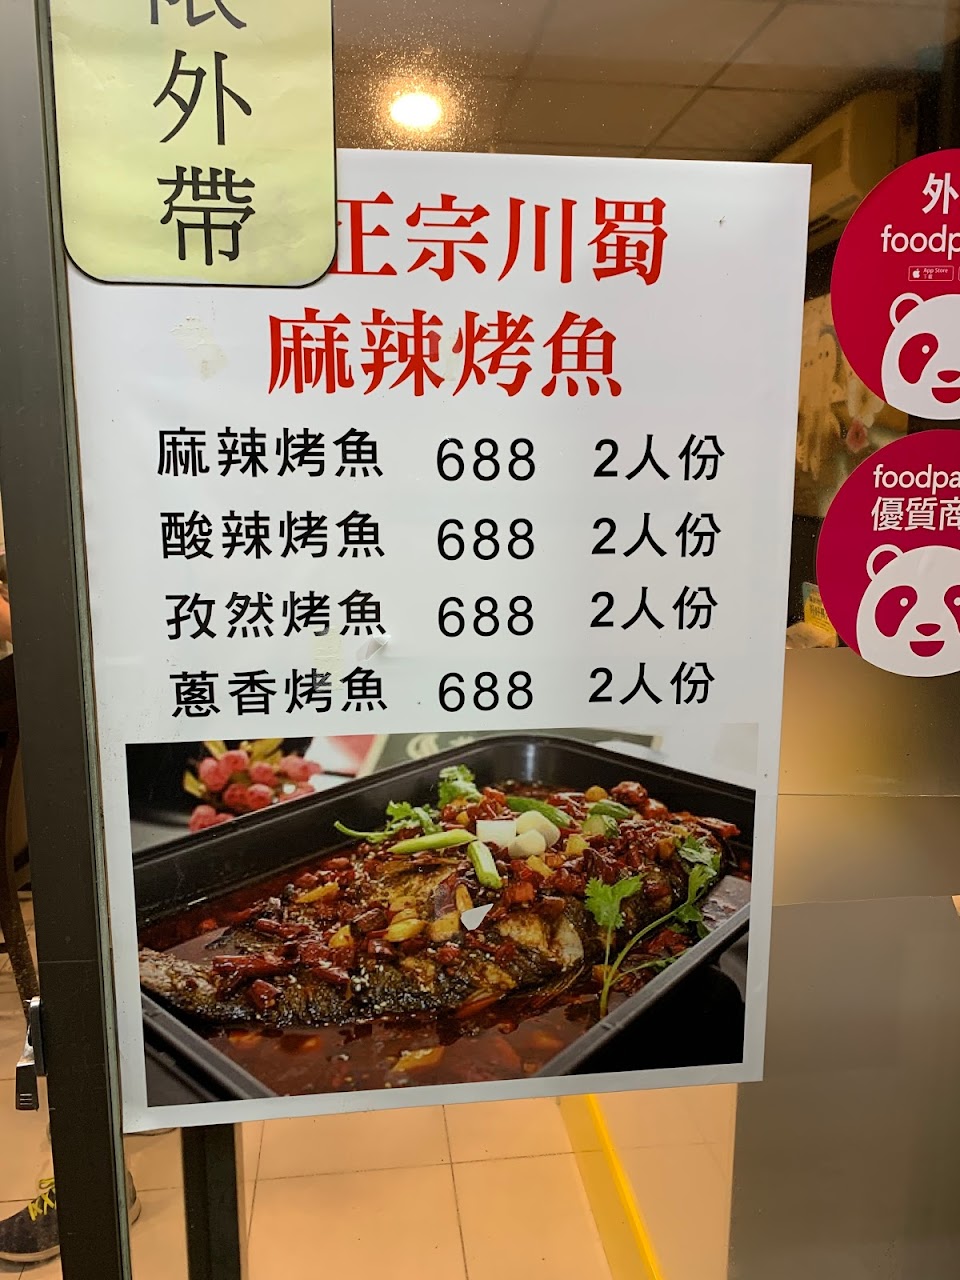 外帶
正宗川蜀
麻辣烤魚
麻辣烤魚 688 2人份
酸辣烤魚 688 2人份
孜然烤魚 688 2人份
蔥香烤魚 688 2人份
外
foodp
App Store
foodpa
優質商